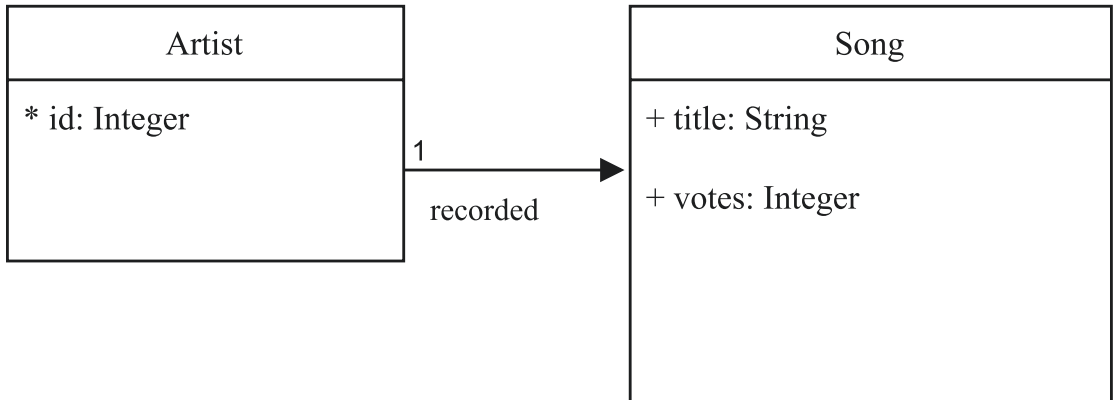 Artist
* id: Integer
1
recorded
Song
+ title: String
+ votes: Integer